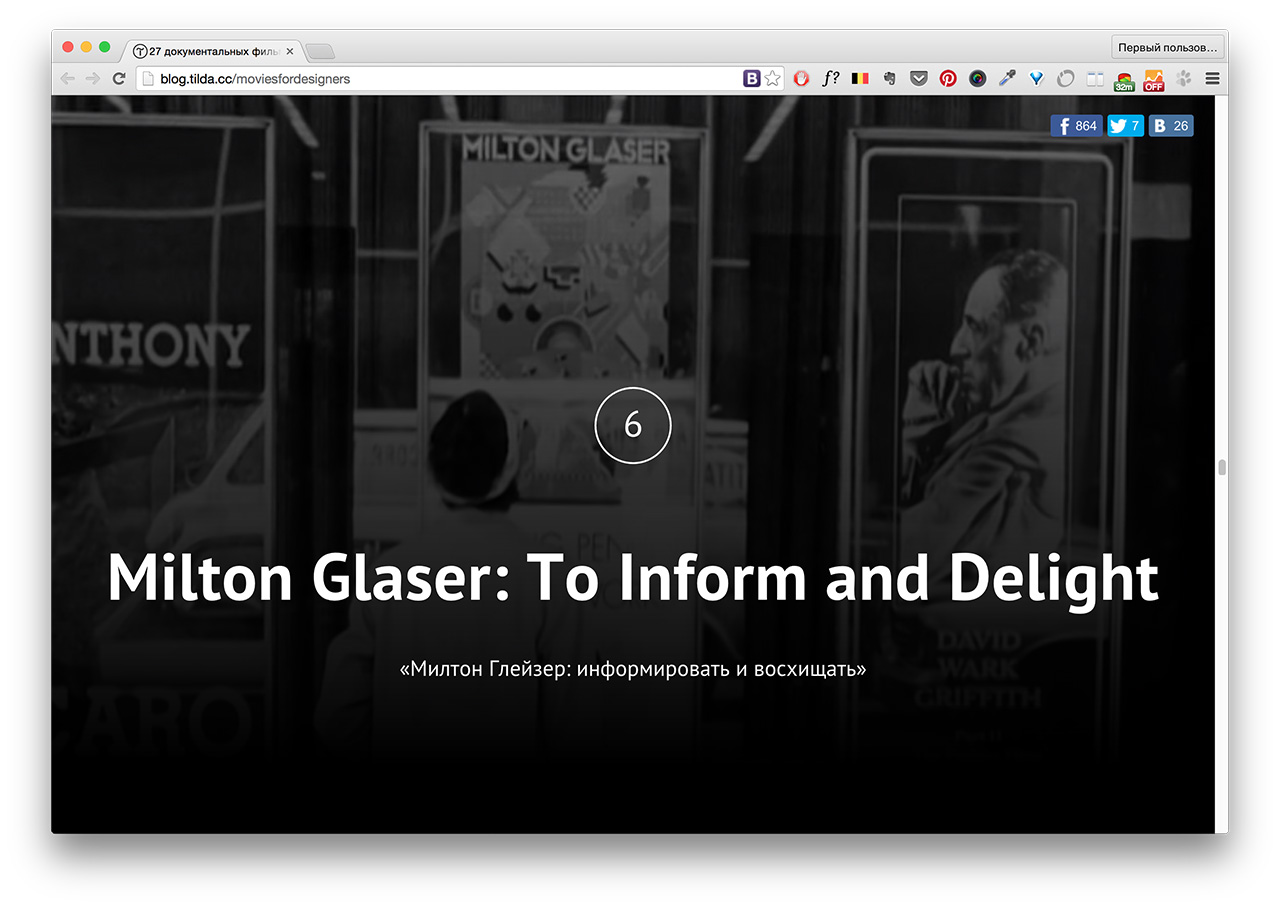 27 документальных филь
Первый пользов...
blog.tilda.cc/moviesfordesigners
B
f?
32m
OFF
864
7
B 26
MILTON GLASER
NTHONY
6
Milton Glaser: To Inform and Delight
«Милтон Глейзер: информировать и восхищать»
DAVID
WARK
GRIFFITH
CARO